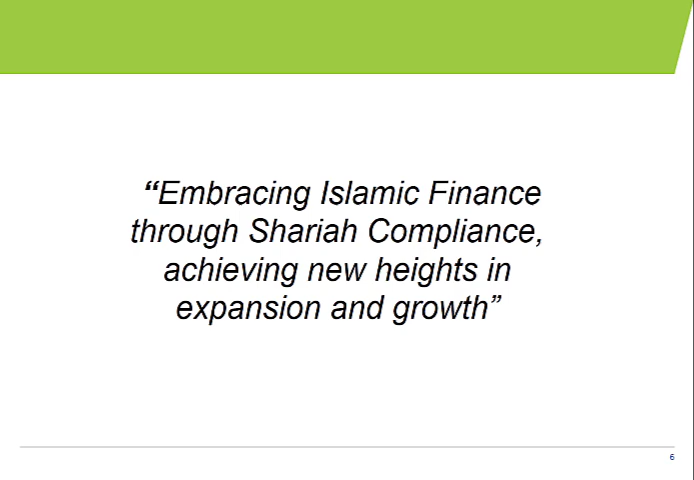 “Embracing Islamic Finance
through Shariah Compliance,
achieving new heights in
expansion and growth”
6